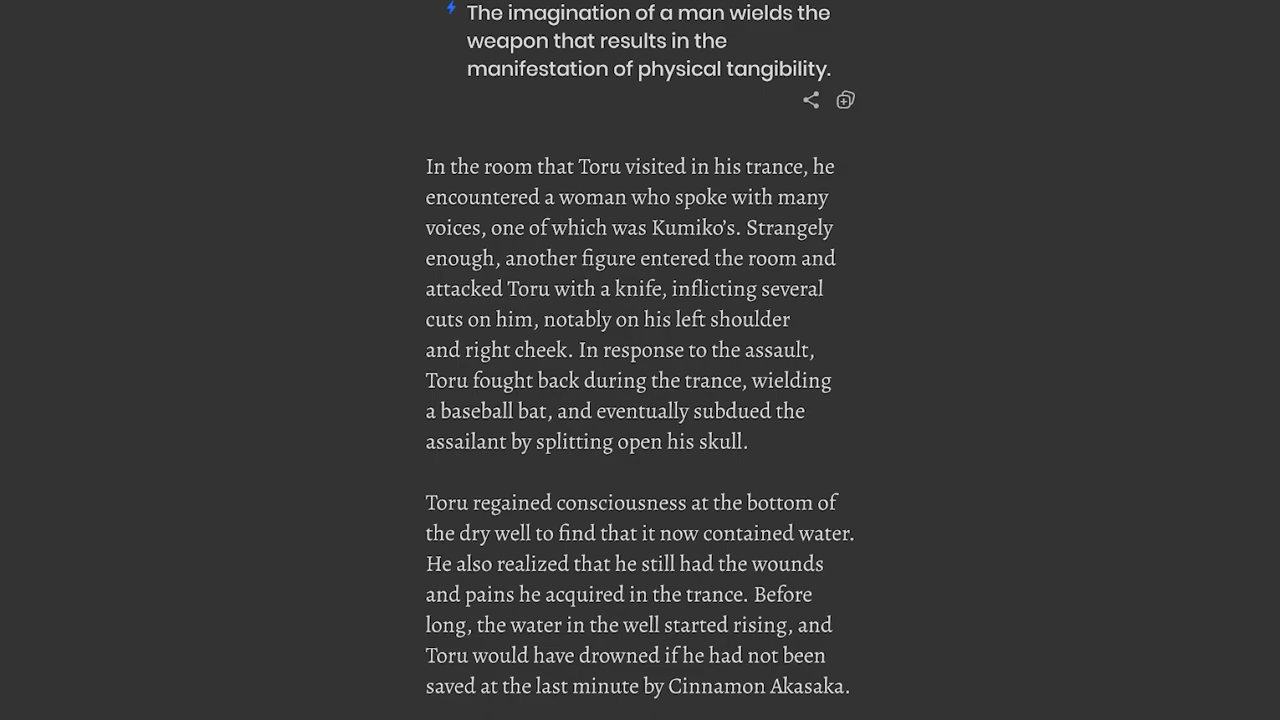 The imagination of a man wields the
weapon that results in the
manifestation of physical tangibility.
In the room that Toru visited in his trance, he
encountered a woman who spoke with many
voices, one of which was Kumiko's. Strangely
enough, another figure entered the room and
attacked Toru with a knife, inflicting several
cuts on him, notably on his left shoulder
and right cheek. In response to the assault,
Toru fought back during the trance, wielding
a baseball bat, and eventually subdued the
assailant by splitting open his skull.
Toru regained consciousness at the bottom of
the dry well to find that it now contained water.
He also realized that he still had the wounds
and pains he acquired in the trance. Before
long, the water in the well started rising, and
Toru would have drowned if he had not been
saved at the last minute by Cinnamon Akasaka.